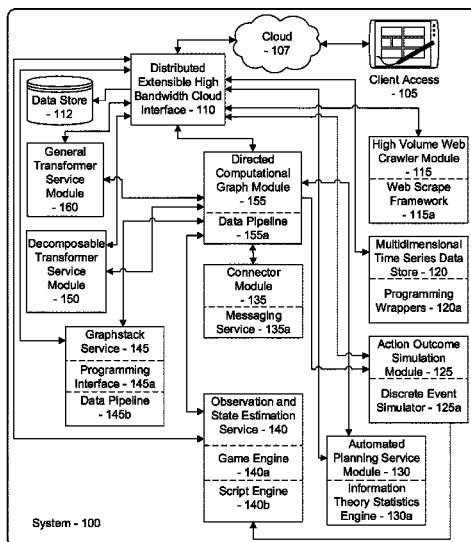 Cloud
- 107
Client Access
- 105
Distributed
Extensible High
Bandwidth Cloud
Interface - 110
Data Store
- 112
General
Transformer
Service Module
- 160
Directed
Computational
Graph Module
- 155
Data Pipeline
- 155a
High Volume Web
Crawler Module
- 115
Web Scrape
Framework
- 115a
Decomposable
Transformer
Service Module
- 150
Connector
Module
- 135
Messaging
Service - 135a
Multidimensional
Time Series Data
Store - 120
Programming
Wrappers - 120a
Graphstack
Service - 145
Programming
Interface - 145a
Data Pipeline
- 145b
Action Outcome
Simulation
Module - 125
Discrete Event
Simulator - 125a
Observation and
State Estimation
Service - 140
Game Engine
- 140a
Script Engine
- 140b
Automated
Planning Service
Module - 130
Information
Theory Statistics
Engine - 130a
System - 100